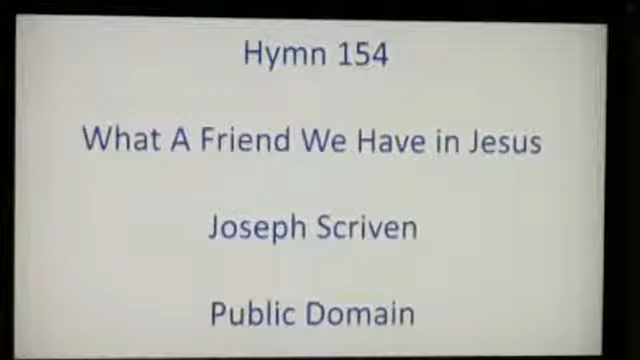 Hymn 154
What A Friend We Have in Jesus
Joseph Scriven
Public Domain